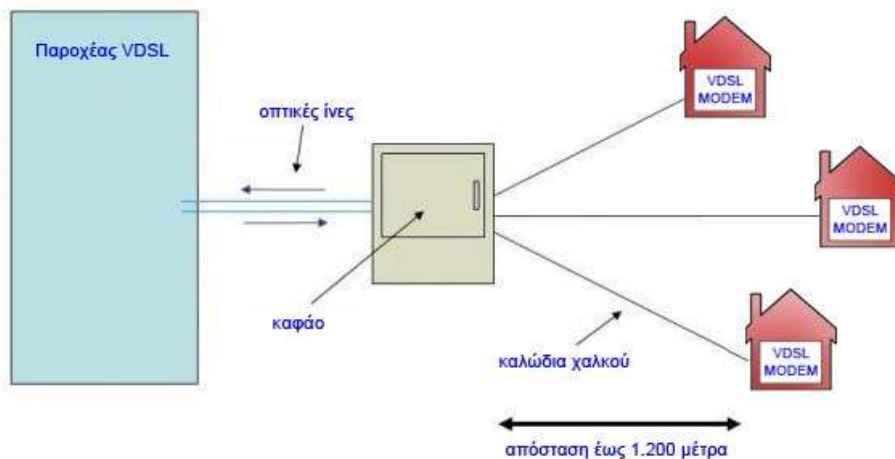 Παροχέας VDSL
οπτικές ίνες
VDSL
MODEM
VDSL
MODEM
καφάο
καλώδια χαλκού
VDSL
MODEM
απόσταση έως 1.200 μέτρα